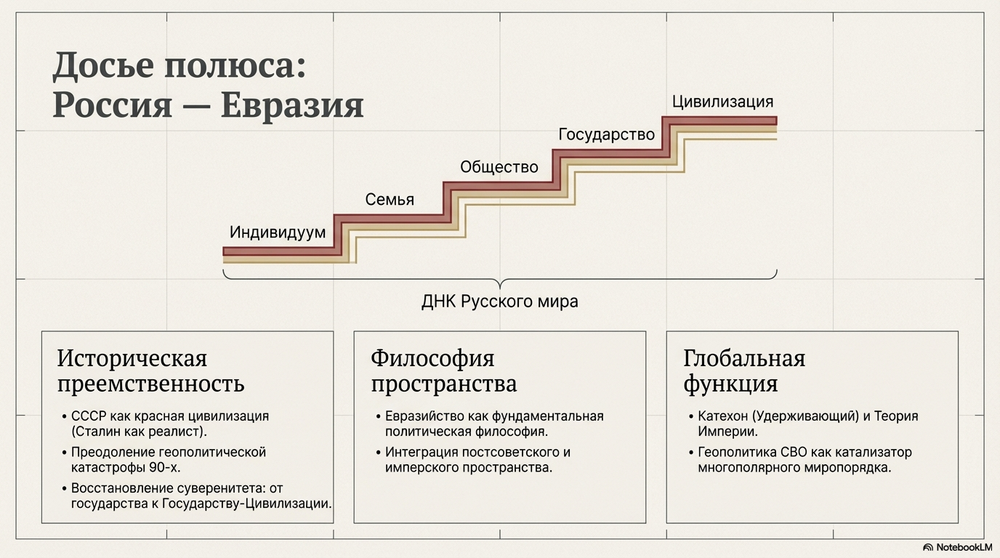 Досье полюса:
Россия — Евразия
Цивилизация
Государство
Общество
Семья
Индивидуум
ДНК Русского мира
Историческая
преемственность
• СССР как красная цивилизация
(Сталин как реалист).
• Преодоление геополитической
катастрофы 90-х.
• Восстановление суверенитета: от
государства к Государству-Цивилизации.
Философия
пространства
• Евразийство как фундаментальная
политическая философия.
• Интеграция постсоветского и
имперского пространства.
Глобальная
функция
• Катехон (Удерживающий) и Теория
Империи.
• Геополитика СВО как катализатор
многополярного миропорядка.
NotebookLM